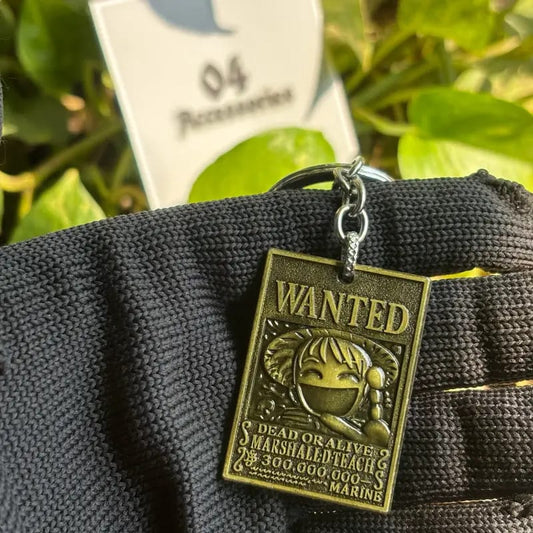 04
Accessories
WANTED
DEAD OR ALIVE
MARSHALL·D·TEACH
300,000,000—
MARINE